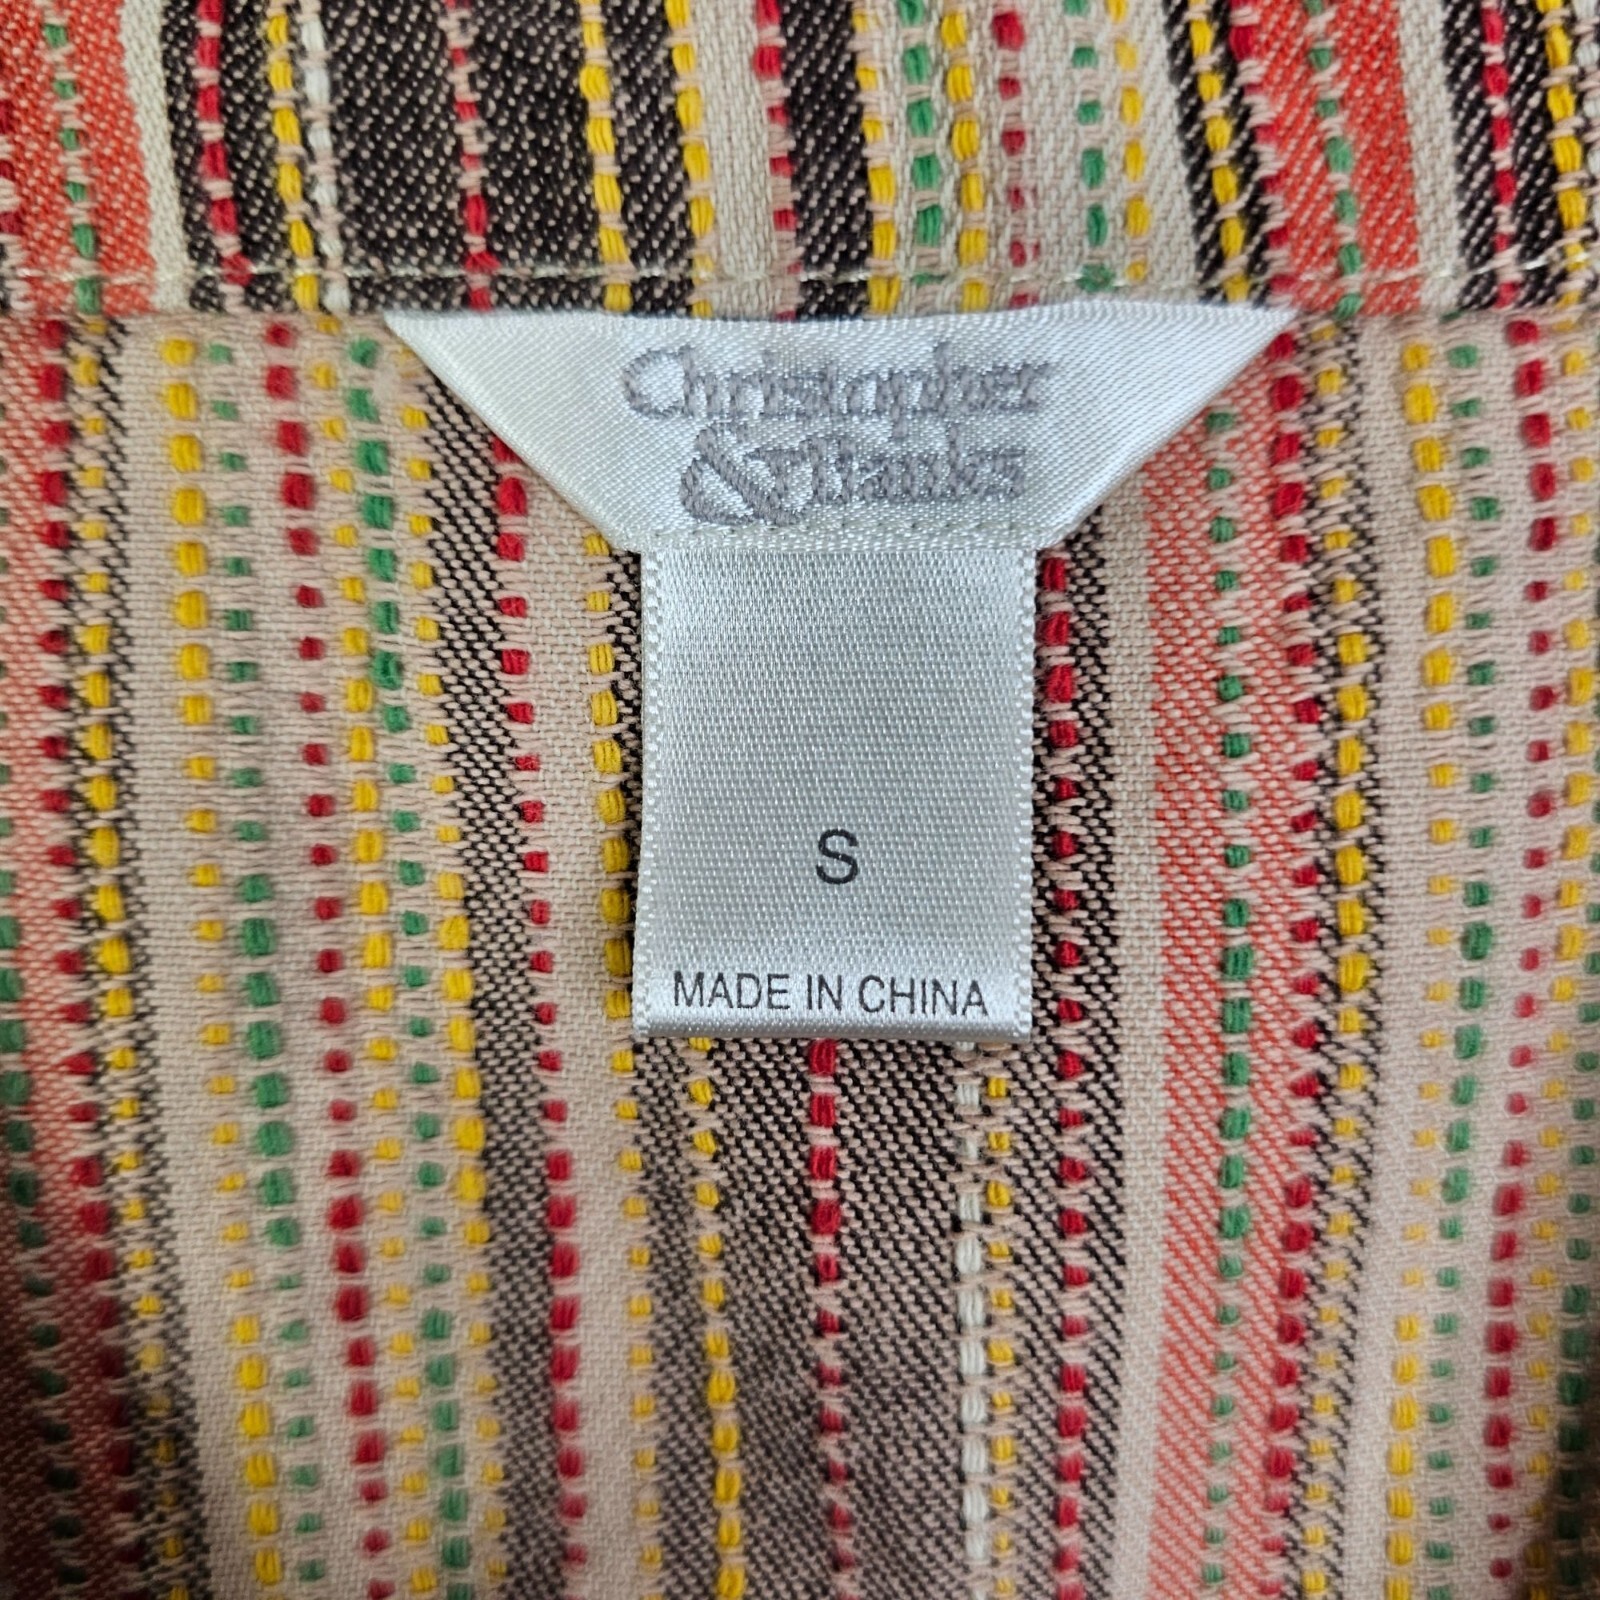 Christopher
& Banks
S
MADE IN CHINA